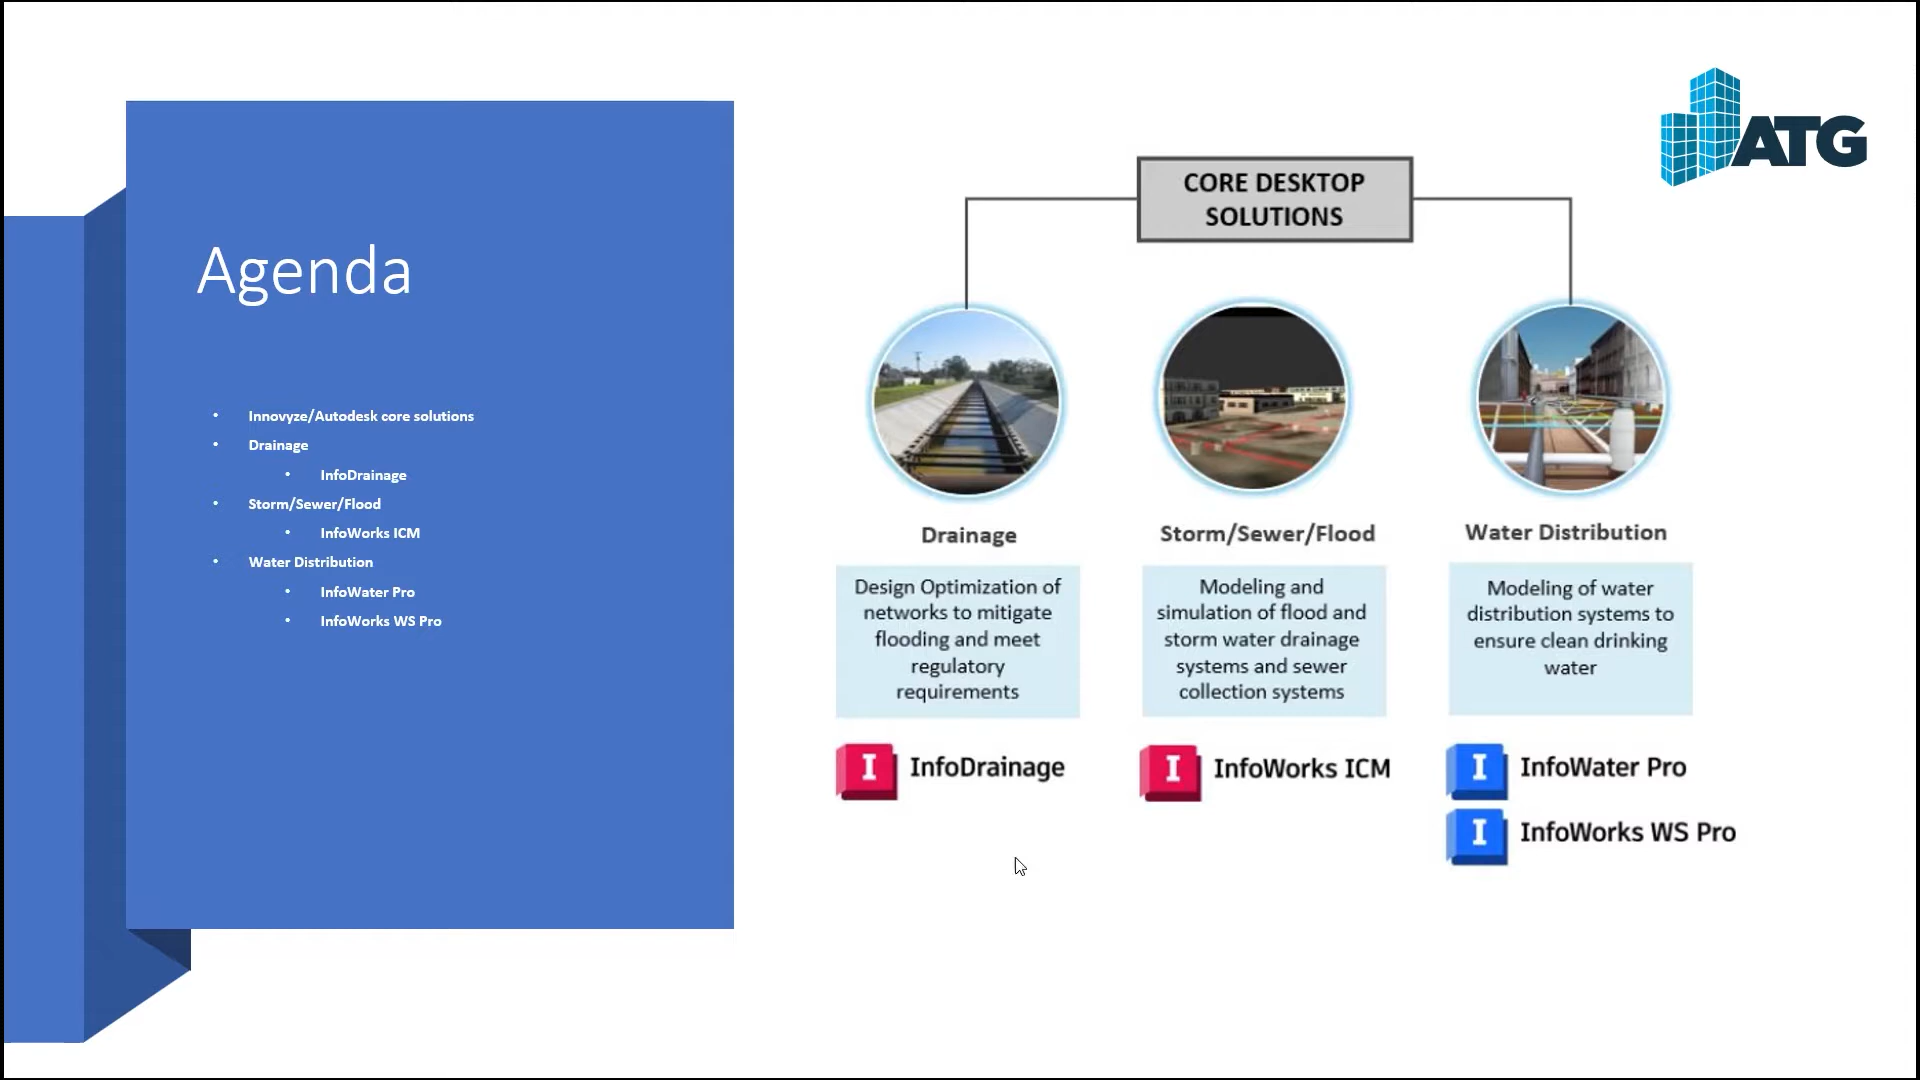 Agenda
• Innovyze/Autodesk core solutions
• Drainage
• InfoDrainage
• Storm/Sewer/Flood
• InfoWorks ICM
• Water Distribution
• InfoWater Pro
• InfoWorks WS Pro
ATG
CORE DESKTOP
SOLUTIONS
Drainage
Design Optimization of
networks to mitigate
flooding and meet
regulatory
requirements
I InfoDrainage
Storm/Sewer/Flood
Modeling and
simulation of flood and
storm water drainage
systems and sewer
collection systems
I InfoWorks ICM
Water Distribution
Modeling of water
distribution systems to
ensure clean drinking
water
I InfoWater Pro
I InfoWorks WS Pro